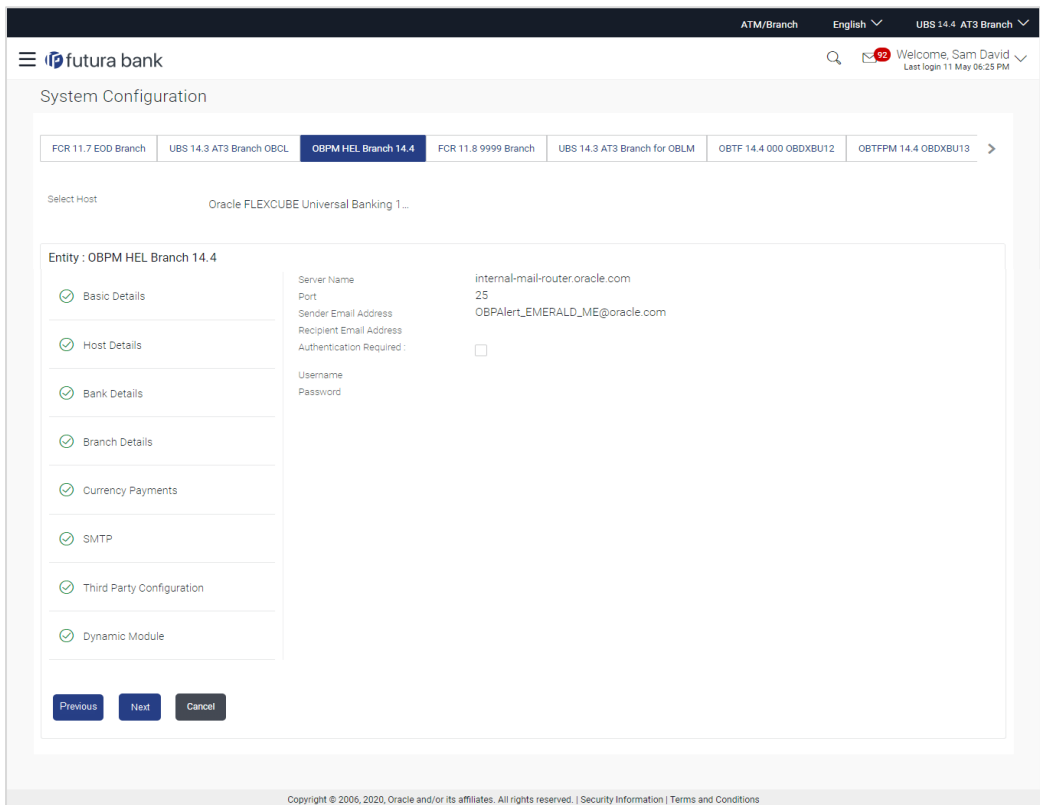 ATM/Branch English UBS 14.4 AT3 Branch
futura bank 92 Welcome, Sam David
Last login 11 May 06:25 PM
System Configuration
FCR 11.7 EOD Branch UBS 14.3 AT3 Branch OBCL OBPM HEL Branch 14.4 FCR 11.8 9999 Branch UBS 14.3 AT3 Branch for OBLM OBTF 14.4 000 OBDXBU12 OBTFPM 14.4 OBDXBU13
Select Host Oracle FLEXCUBE Universal Banking 1...
Entity : OBPM HEL Branch 14.4
Basic Details
Host Details
Bank Details
Branch Details
Currency Payments
SMTP
Third Party Configuration
Dynamic Module
Server Name internal-mail-router.oracle.com
Port 25
Sender Email Address OBPAlert_EMERALD_ME@oracle.com
Recipient Email Address
Authentication Required :
Username
Password
Previous Next Cancel
Copyright © 2006, 2020, Oracle and/or its affiliates. All rights reserved. | Security Information | Terms and Conditions